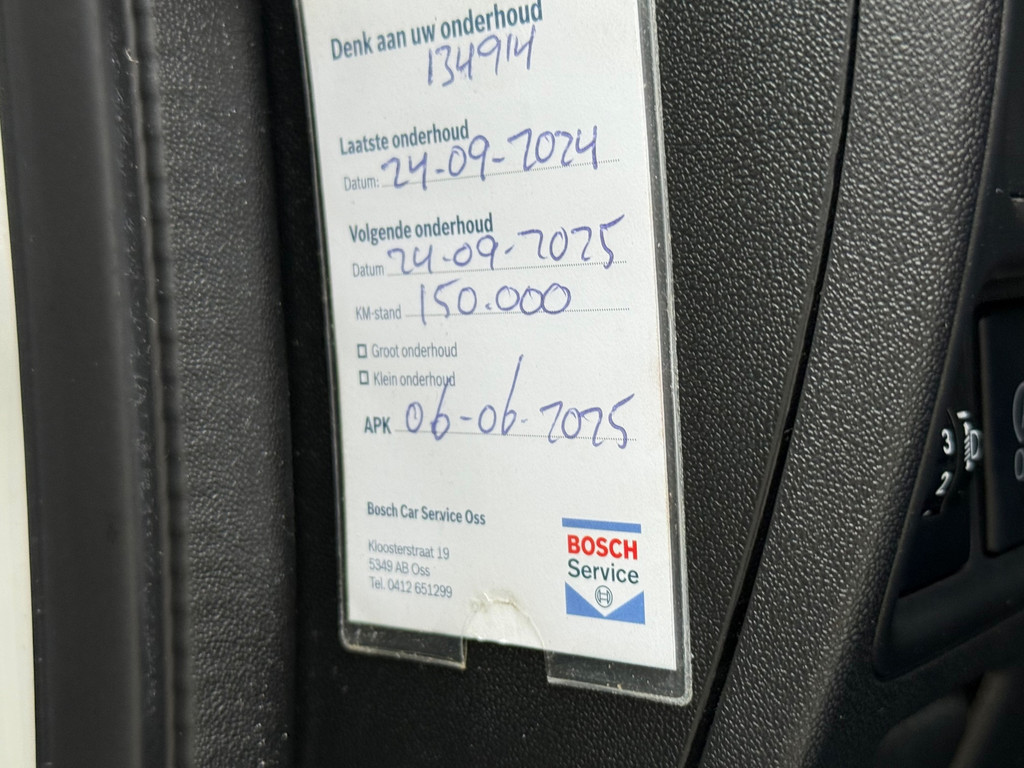 Denk aan uw onderhoud
134914
Laatste onderhoud
Datum: 24-09-2024
Volgende onderhoud
Datum 24-09-2025
KM-stand 150.000
Groot onderhoud
Klein onderhoud
APK 06-06-2025
Bosch Car Service Oss
Kloosterstraat 19
5349 AB Oss
Tel. 0412 651299
BOSCH
Service
3
2